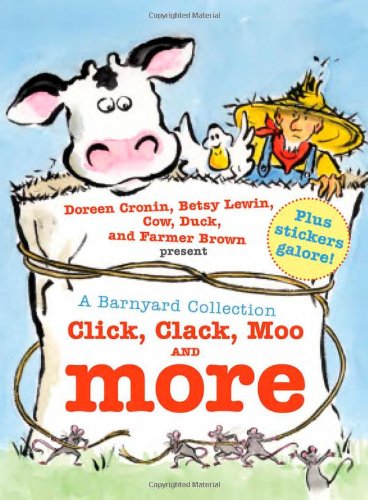 Copyrighted Material
Doreen Cronin, Betsy Lewin,
Cow, Duck,
and Farmer Brown
present
Plus
stickers
galore!
A Barnyard Collection
Click, Clack, Moo
AND
more
Copyrighted Material